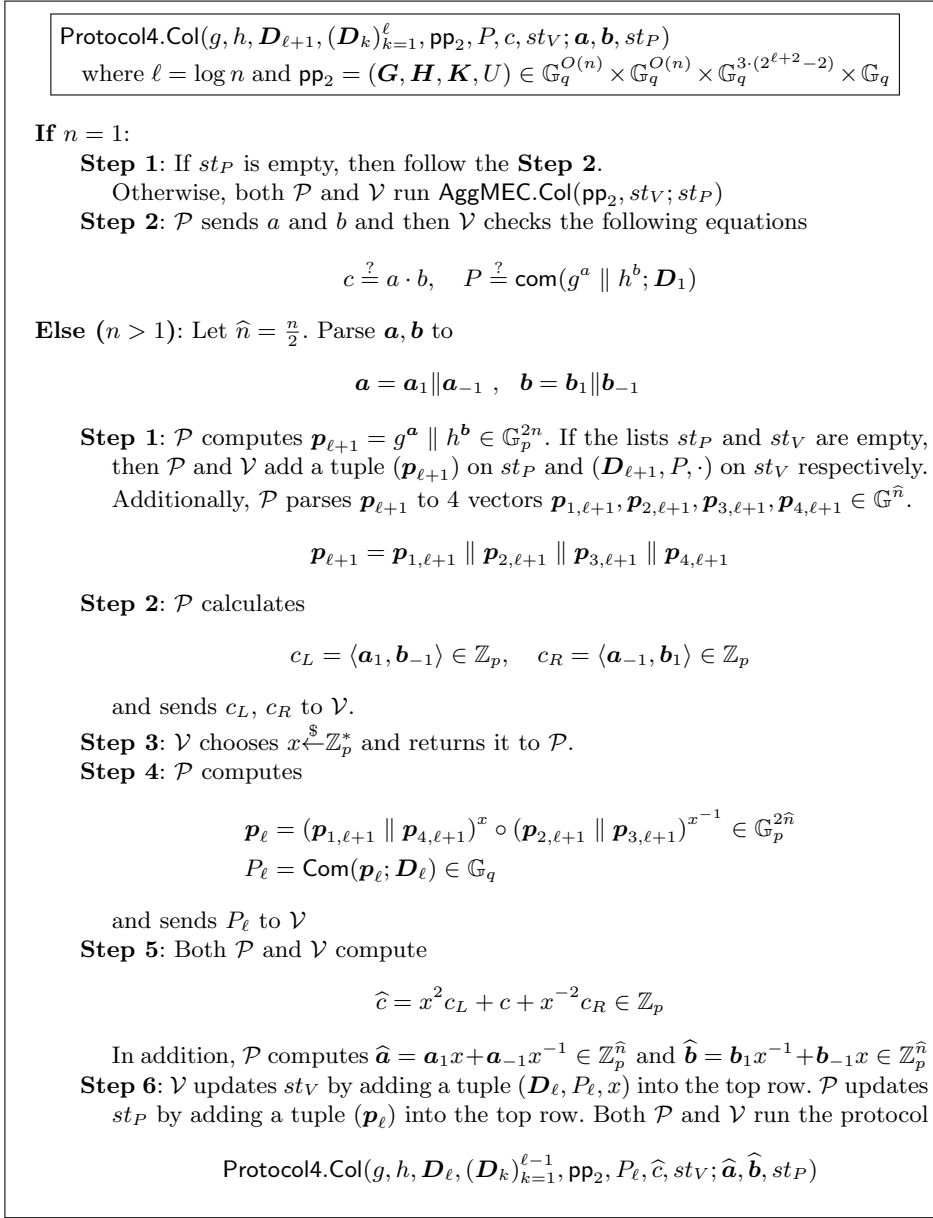 Protocol4.Col(g, h, D_{ℓ+1}, (D_k)_{k=1}^{ℓ}, pp_2, P, c, st_V; a, b, st_P)
where ℓ = log n and pp_2 = (G, H, K, U) ∈ 𝔾_q^{O(n)} × 𝔾_q^{O(n)} × 𝔾_q^{3·(2^{ℓ+2}−2)} × 𝔾_q
If n = 1:
Step 1: If st_P is empty, then follow the Step 2.
Otherwise, both 𝒫 and 𝒱 run AggMEC.Col(pp_2, st_V; st_P)
Step 2: 𝒫 sends a and b and then 𝒱 checks the following equations
c ≟ a · b, P ≟ com(g^a ∥ h^b; D_1)
Else (n > 1): Let n̂ = n/2. Parse a, b to
a = a_1∥a_{−1} , b = b_1∥b_{−1}
Step 1: 𝒫 computes p_{ℓ+1} = g^a ∥ h^b ∈ 𝔾_p^{2n}. If the lists st_P and st_V are empty,
then 𝒫 and 𝒱 add a tuple (p_{ℓ+1}) on st_P and (D_{ℓ+1}, P, ·) on st_V respectively.
Additionally, 𝒫 parses p_{ℓ+1} to 4 vectors p_{1,ℓ+1}, p_{2,ℓ+1}, p_{3,ℓ+1}, p_{4,ℓ+1} ∈ 𝔾^{n̂}.
p_{ℓ+1} = p_{1,ℓ+1} ∥ p_{2,ℓ+1} ∥ p_{3,ℓ+1} ∥ p_{4,ℓ+1}
Step 2: 𝒫 calculates
c_L = ⟨a_1, b_{−1}⟩ ∈ ℤ_p, c_R = ⟨a_{−1}, b_1⟩ ∈ ℤ_p
and sends c_L, c_R to 𝒱.
Step 3: 𝒱 chooses x ←$ ℤ_p^* and returns it to 𝒫.
Step 4: 𝒫 computes
p_ℓ = (p_{1,ℓ+1} ∥ p_{4,ℓ+1})^x ∘ (p_{2,ℓ+1} ∥ p_{3,ℓ+1})^{x^{−1}} ∈ 𝔾_p^{2n̂}
P_ℓ = Com(p_ℓ; D_ℓ) ∈ 𝔾_q
and sends P_ℓ to 𝒱
Step 5: Both 𝒫 and 𝒱 compute
ĉ = x^2 c_L + c + x^{−2} c_R ∈ ℤ_p
In addition, 𝒫 computes â = a_1 x + a_{−1} x^{−1} ∈ ℤ_p^{n̂} and b̂ = b_1 x^{−1} + b_{−1} x ∈ ℤ_p^{n̂}
Step 6: 𝒱 updates st_V by adding a tuple (D_ℓ, P_ℓ, x) into the top row. 𝒫 updates
st_P by adding a tuple (p_ℓ) into the top row. Both 𝒫 and 𝒱 run the protocol
Protocol4.Col(g, h, D_ℓ, (D_k)_{k=1}^{ℓ−1}, pp_2, P_ℓ, ĉ, st_V; â, b̂, st_P)